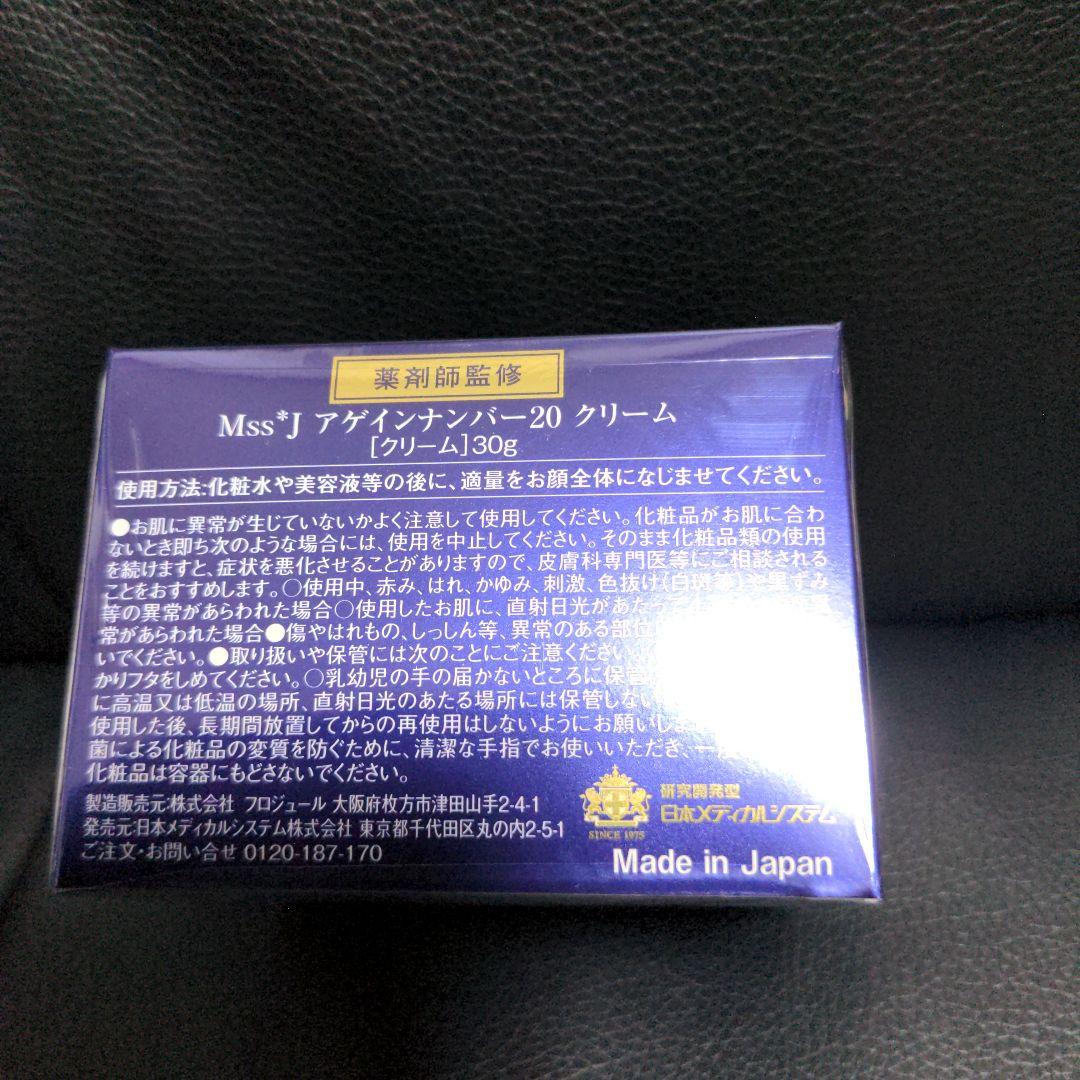 薬剤師監修
Mss*J アゲインナンバー20 クリーム
[クリーム]30g
使用方法:化粧水や美容液等の後に、適量をお顔全体になじませてください。
●お肌に異常が生じていないかよく注意して使用してください。化粧品がお肌に合わ
ないとき即ち次のような場合には、使用を中止してください。そのまま化粧品類の使用
を続けますと、症状を悪化させることがありますので、皮膚科専門医等にご相談される
ことをおすすめします。○使用中、赤み、はれ、かゆみ、刺激、色抜け(白斑等)や黒ずみ
等の異常があらわれた場合○使用したお肌に、直射日光があたって
常があらわれた場合●傷やはれもの、しっしん等、異常のある部位
いでください。●取り扱いや保管には次のことにご注意ください。
かりフタをしめてください。○乳幼児の手の届かないところに保管
に高温又は低温の場所、直射日光のあたる場所には保管しない
使用した後、長期間放置してからの再使用はしないようにお願いしま
菌による化粧品の変質を防ぐために、清潔な手指でお使いいただき、一度
化粧品は容器にもどさないでください。
製造販売元:株式会社 フロジュール 大阪府枚方市津田山手2-4-1
発売元:日本メディカルシステム株式会社 東京都千代田区丸の内2-5-1
ご注文・お問い合せ 0120-187-170
SINCE 1975
研究開発型
日本メディカルシステム
Made in Japan